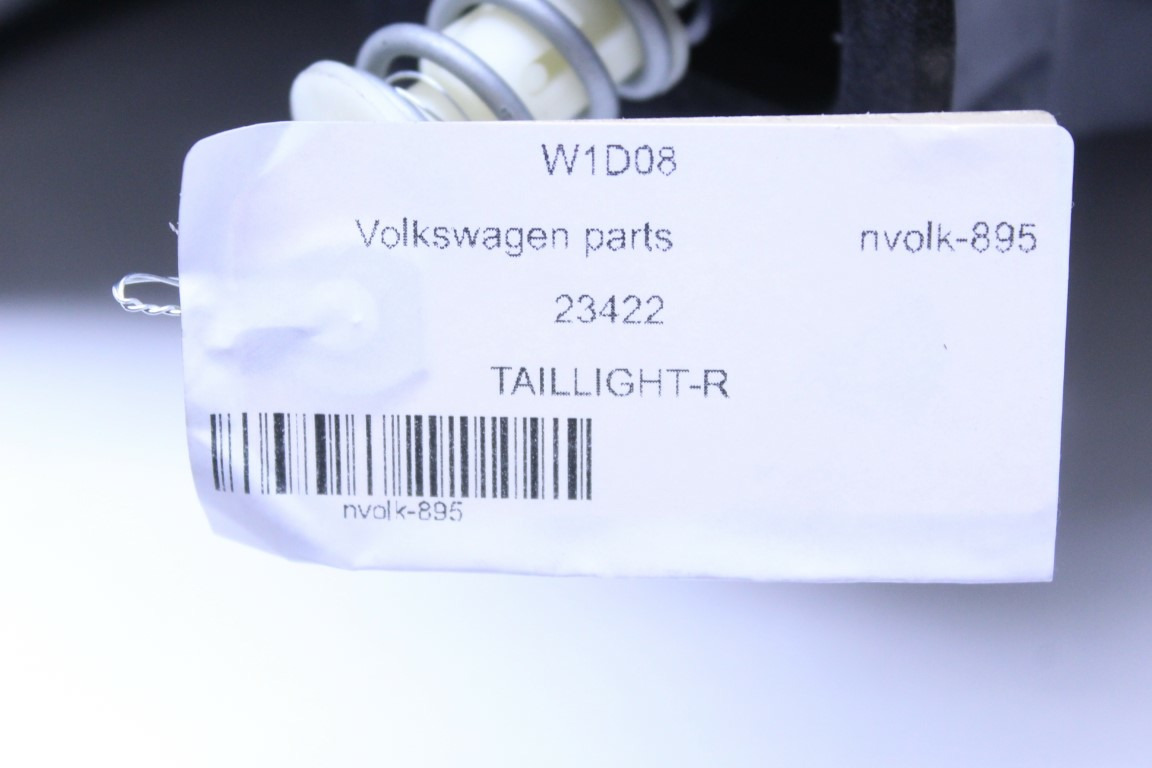 W1D08
Volkswagen parts nvolk-895
23422
TAILLIGHT-R
nvolk-895